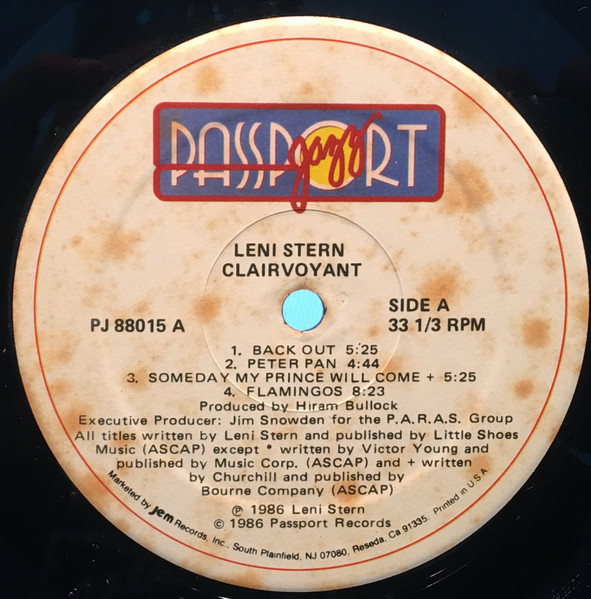 PASSPORT
jazz
LENI STERN
CLAIRVOYANT
PJ 88015 A
SIDE A
33 1/3 RPM
1. BACK OUT 5:25
2. PETER PAN 4:44
3. SOMEDAY MY PRINCE WILL COME + 5:25
4. FLAMINGOS 8:23
Produced by Hiram Bullock
Executive Producer: Jim Snowden for the P.A.R.A.S. Group
All titles written by Leni Stern and published by Little Shoes
Music (ASCAP) except * written by Victor Young and
published by Music Corp. (ASCAP) and + written
by Churchill and published by
Bourne Company (ASCAP)
℗ 1986 Leni Stern
© 1986 Passport Records
Marketed by jem Records, Inc., South Plainfield, NJ 07080. Reseda, Ca 91335. Printed in U.S.A.